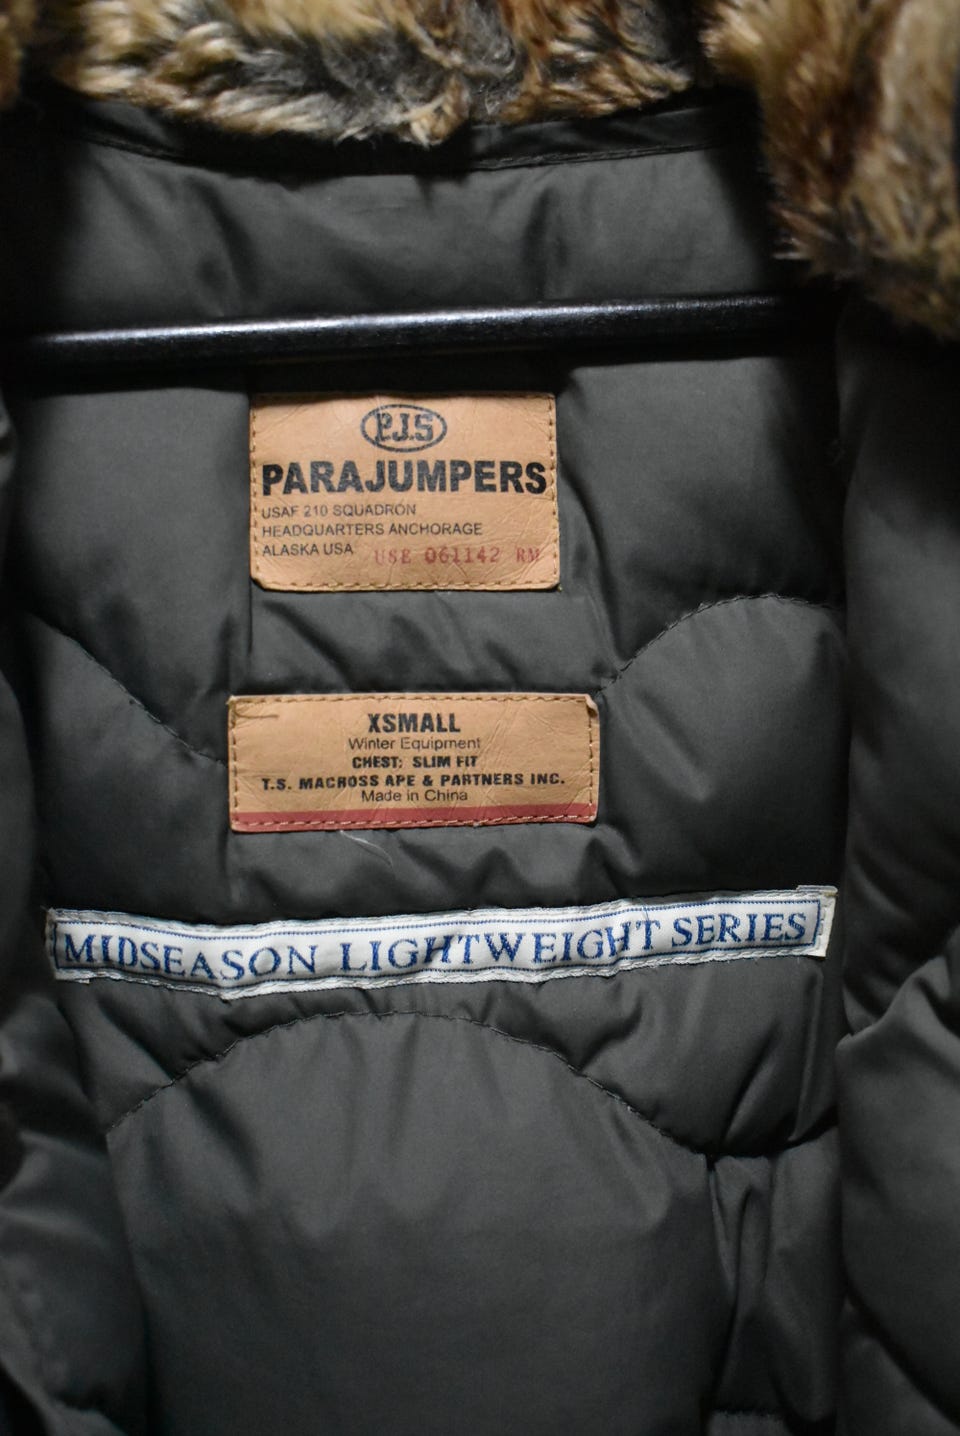 PJS
PARAJUMPERS
USAF 210 SQUADRON
HEADQUARTERS ANCHORAGE
ALASKA USA USE 061142 RM
XSMALL
Winter Equipment
CHEST: SLIM FIT
T.S. MACROSS APE & PARTNERS INC.
Made in China
MIDSEASON LIGHTWEIGHT SERIES